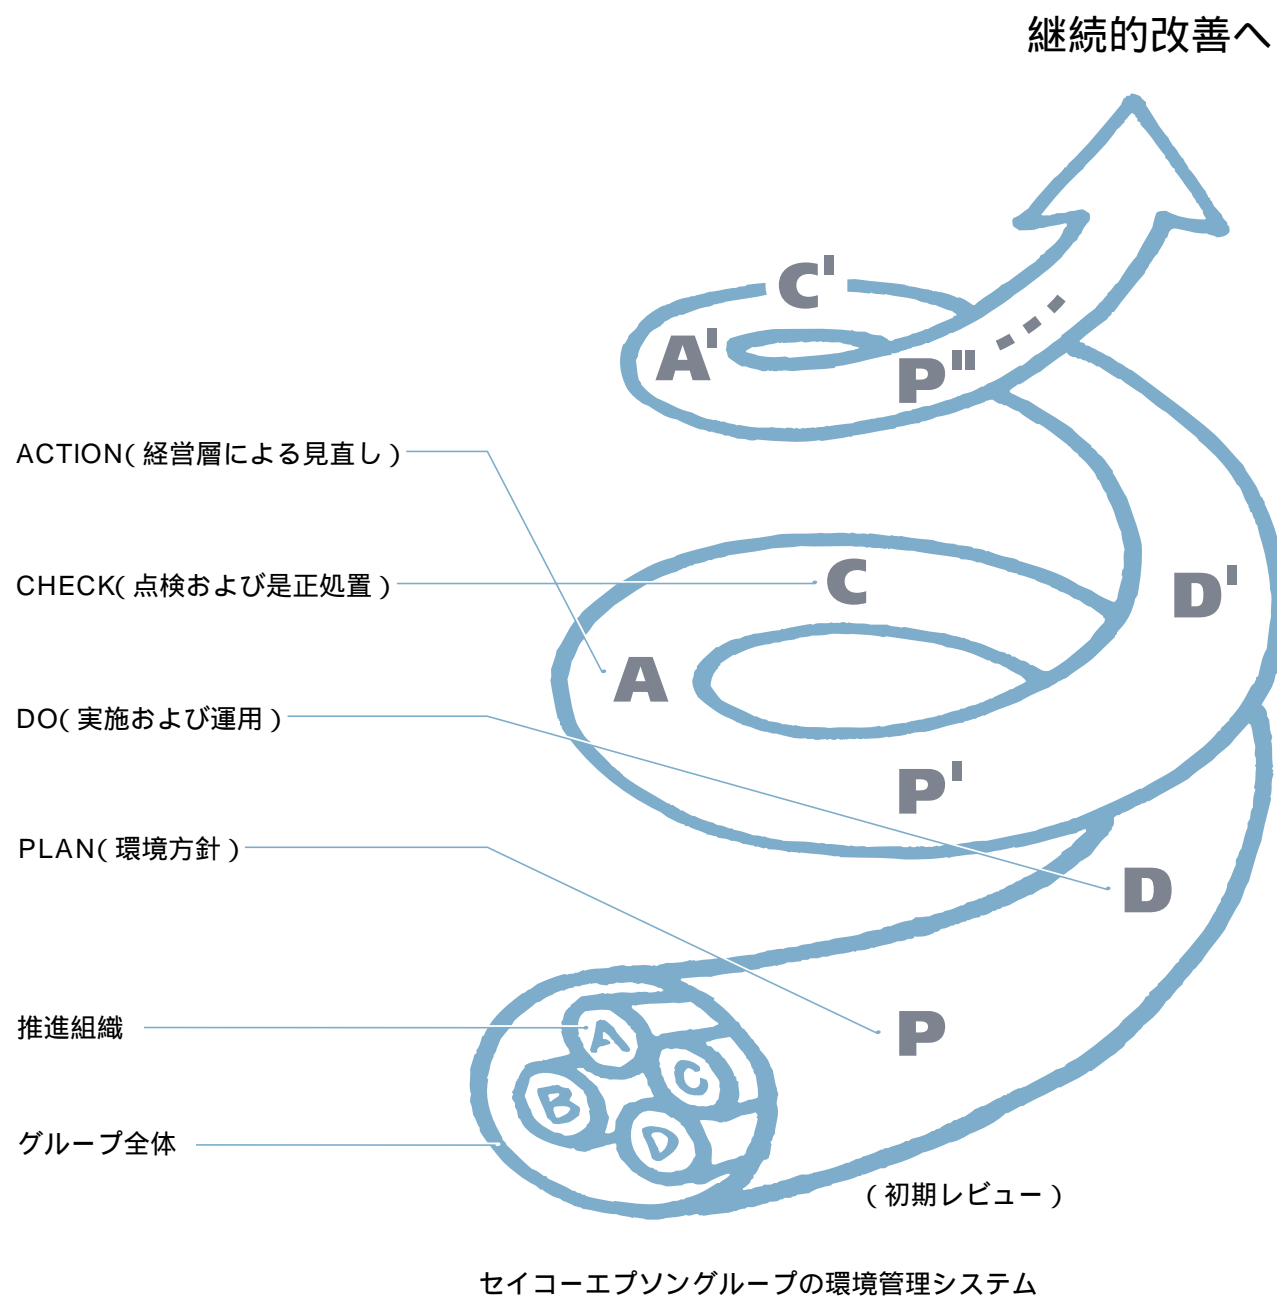 継続的改善へ
C'
A'
P"
ACTION(経営層による見直し)
CHECK(点検および是正処置)
C
D'
A
DO(実施および運用)
P'
PLAN(環境方針)
D
推進組織
A
P
C
B
D
グループ全体
(初期レビュー)
セイコーエプソングループの環境管理システム